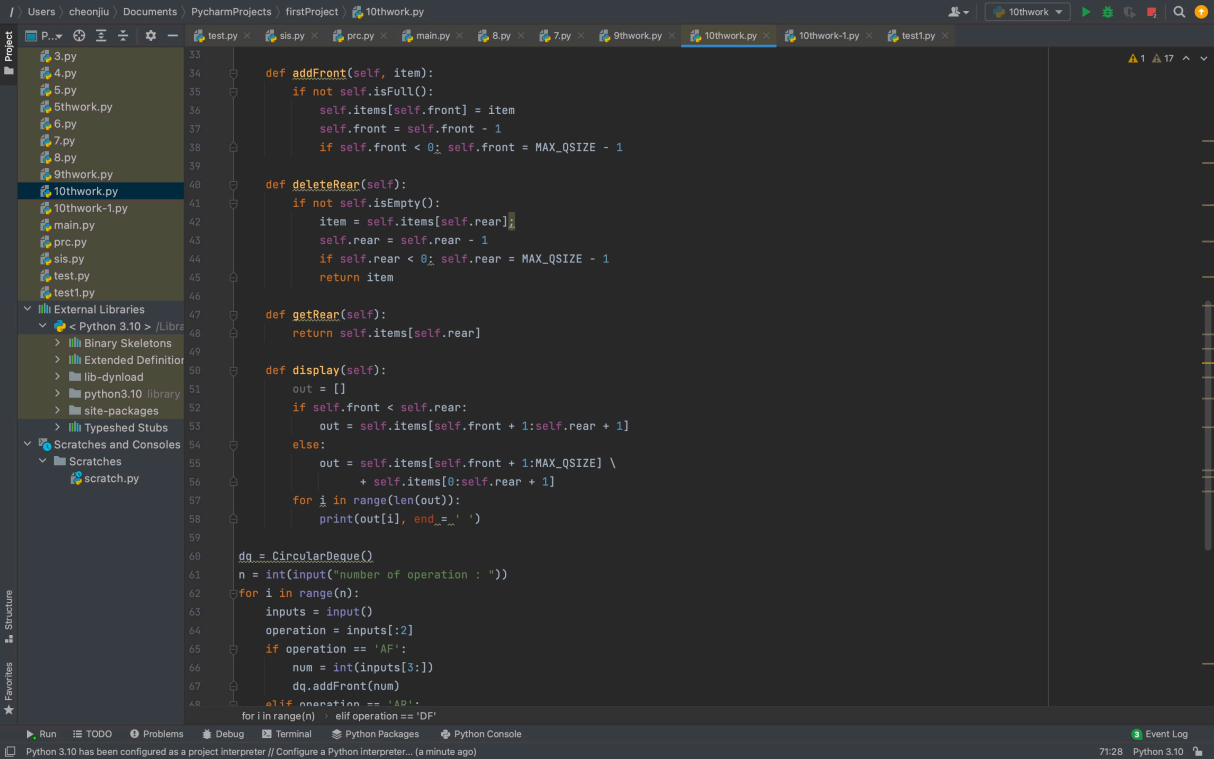 / Users › cheonjiu › Documents › PycharmProjects › firstProject › 10thwork.py
10thwork
Project
P...
test.py × sis.py × prc.py × main.py × 8.py × 7.py × 9thwork.py × 10thwork.py × 10thwork-1.py × test1.py ×
1 17
3.py
4.py
5.py
5thwork.py
6.py
7.py
8.py
9thwork.py
10thwork.py
10thwork-1.py
main.py
prc.py
sis.py
test.py
test1.py
External Libraries
< Python 3.10 > /Libra
Binary Skeletons
Extended Definition
lib-dynload
python3.10 library
site-packages
Typeshed Stubs
Scratches and Consoles
Scratches
scratch.py
33
34 def addFront(self, item):
35 if not self.isFull():
36 self.items[self.front] = item
37 self.front = self.front - 1
38 if self.front < 0: self.front = MAX_QSIZE - 1
39
40 def deleteRear(self):
41 if not self.isEmpty():
42 item = self.items[self.rear];
43 self.rear = self.rear - 1
44 if self.rear < 0: self.rear = MAX_QSIZE - 1
45 return item
46
47 def getRear(self):
48 return self.items[self.rear]
49
50 def display(self):
51 out = []
52 if self.front < self.rear:
53 out = self.items[self.front + 1:self.rear + 1]
54 else:
55 out = self.items[self.front + 1:MAX_QSIZE] \
56 + self.items[0:self.rear + 1]
57 for i in range(len(out)):
58 print(out[i], end = ' ')
59
60 dq = CircularDeque()
61 n = int(input("number of operation : "))
62 for i in range(n):
63 inputs = input()
64 operation = inputs[:2]
65 if operation == 'AF':
66 num = int(inputs[3:])
67 dq.addFront(num)
68 elif operation == 'AR':
for i in range(n) › elif operation == 'DF'
Structure
Favorites
Run TODO Problems Debug Terminal Python Packages Python Console 3 Event Log
Python 3.10 has been configured as a project interpreter // Configure a Python interpreter... (a minute ago) 71:28 Python 3.10